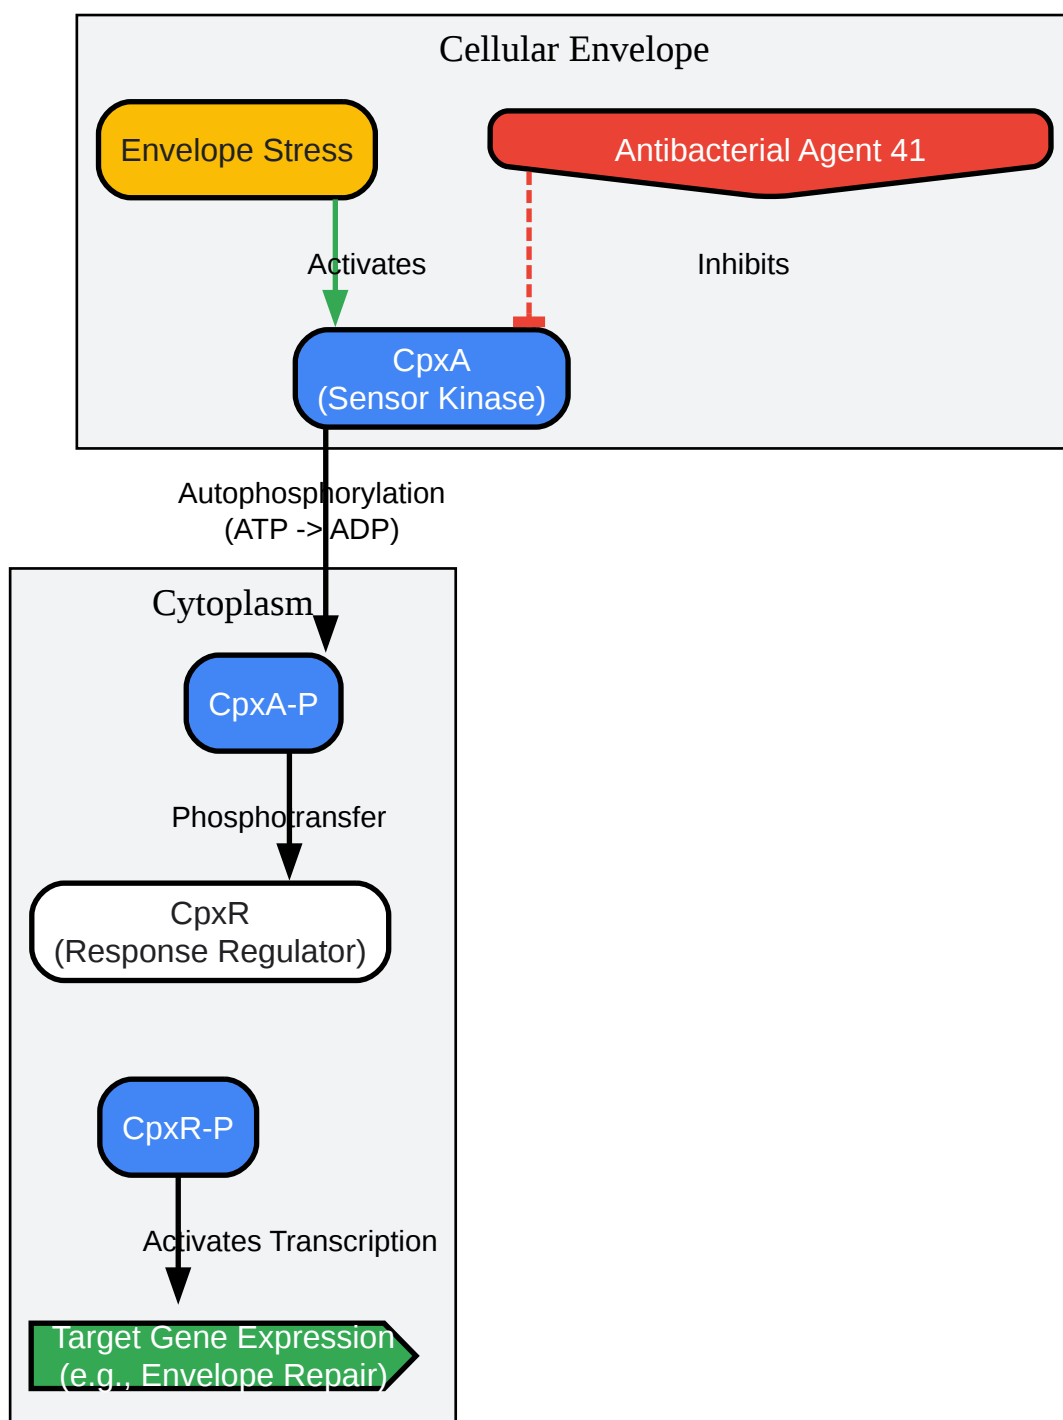 Cellular Envelope
Envelope Stress
Antibacterial Agent 41
Activates
Inhibits
CpxA
(Sensor Kinase)
Autophosphorylation
(ATP -> ADP)
Cytoplasm
CpxA-P
Phosphotransfer
CpxR
(Response Regulator)
CpxR-P
Activates Transcription
Target Gene Expression
(e.g., Envelope Repair)